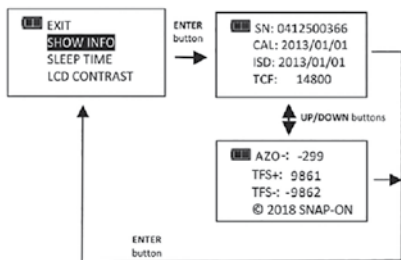 EXIT
SHOW INFO
SLEEP TIME
LCD CONTRAST
ENTER
button
SN: 0412500366
CAL: 2013/01/01
ISD: 2013/01/01
TCF: 14800
UP/DOWN buttons
AZO-: -299
TFS+: 9861
TFS-: -9862
© 2018 SNAP-ON
ENTER
button